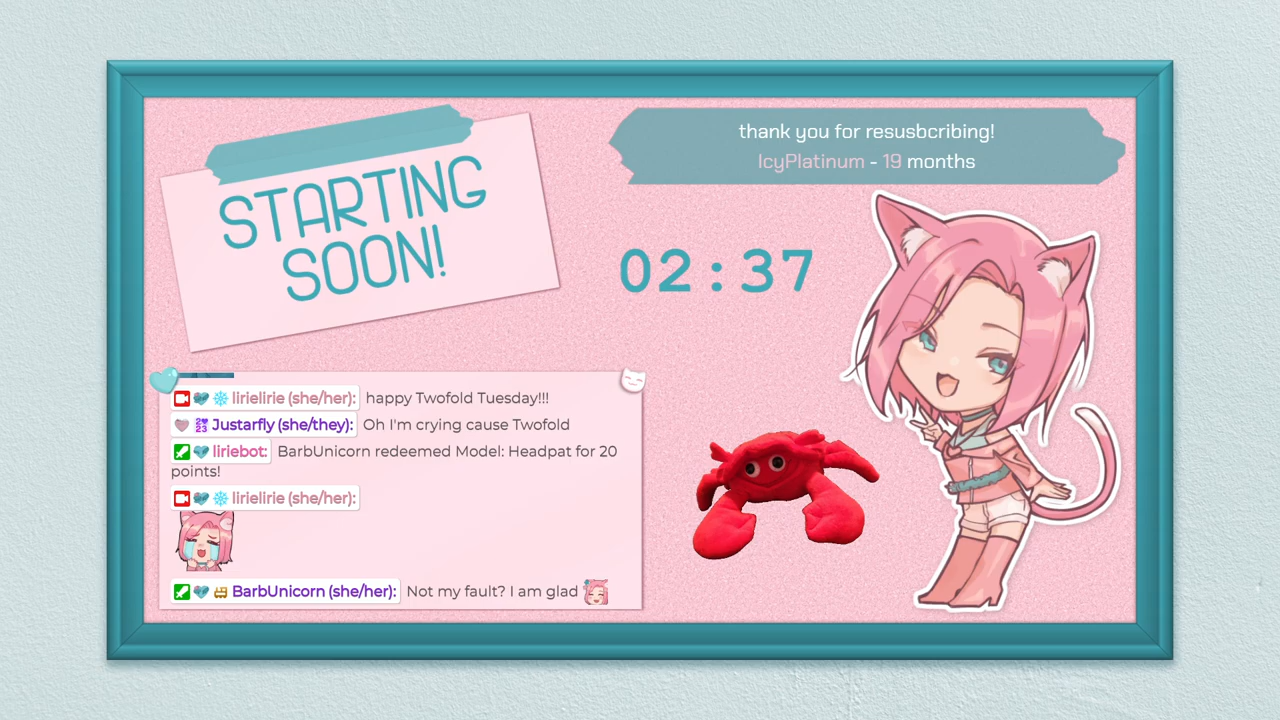 STARTING
SOON!
thank you for resusbcribing!
IcyPlatinum - 19 months
02:37
lirielirie (she/her): happy Twofold Tuesday!!!
2023 Justarfly (she/they): Oh I'm crying cause Twofold
liriebot: BarbUnicorn redeemed Model: Headpat for 20
points!
lirielirie (she/her):
BarbUnicorn (she/her): Not my fault? I am glad